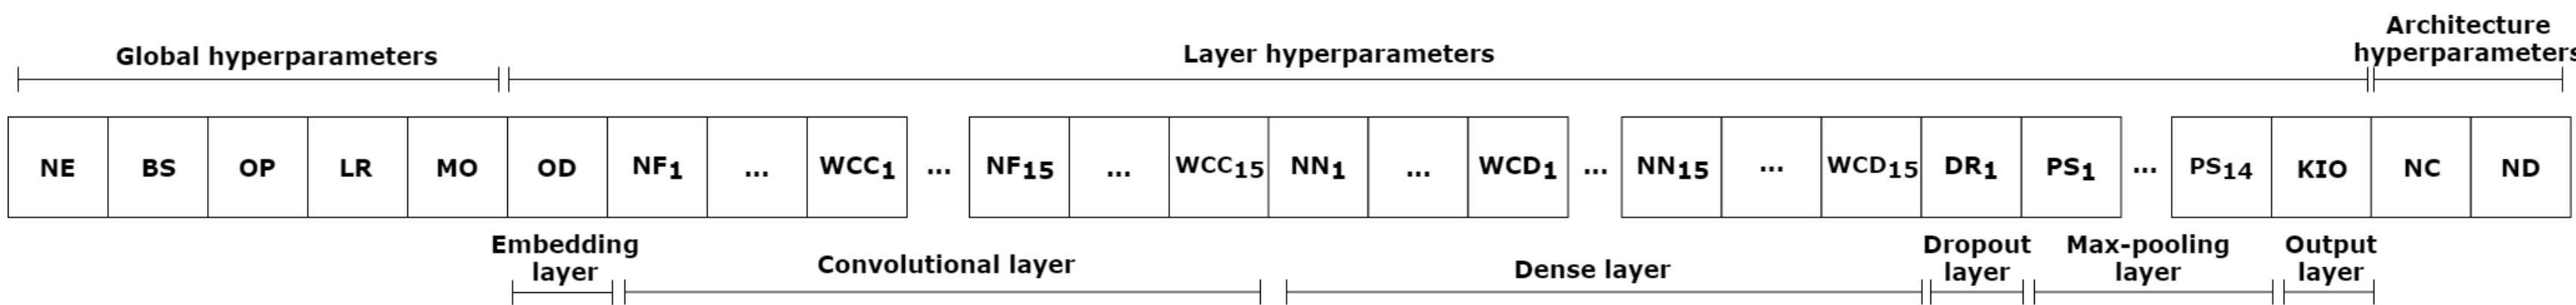 Architecture
Global hyperparameters
Layer hyperparameters
hyperparameters
NE BS OP LR MO OD NF1 ... WCC1 ... NF15 ... WCC15 NN1 ... WCD1 ... NN15 ... WCD15 DR1 PS1 ... PS14 KIO NC ND
Embedding
layer
Convolutional layer
Dense layer
Dropout
layer
Max-pooling
layer
Output
layer